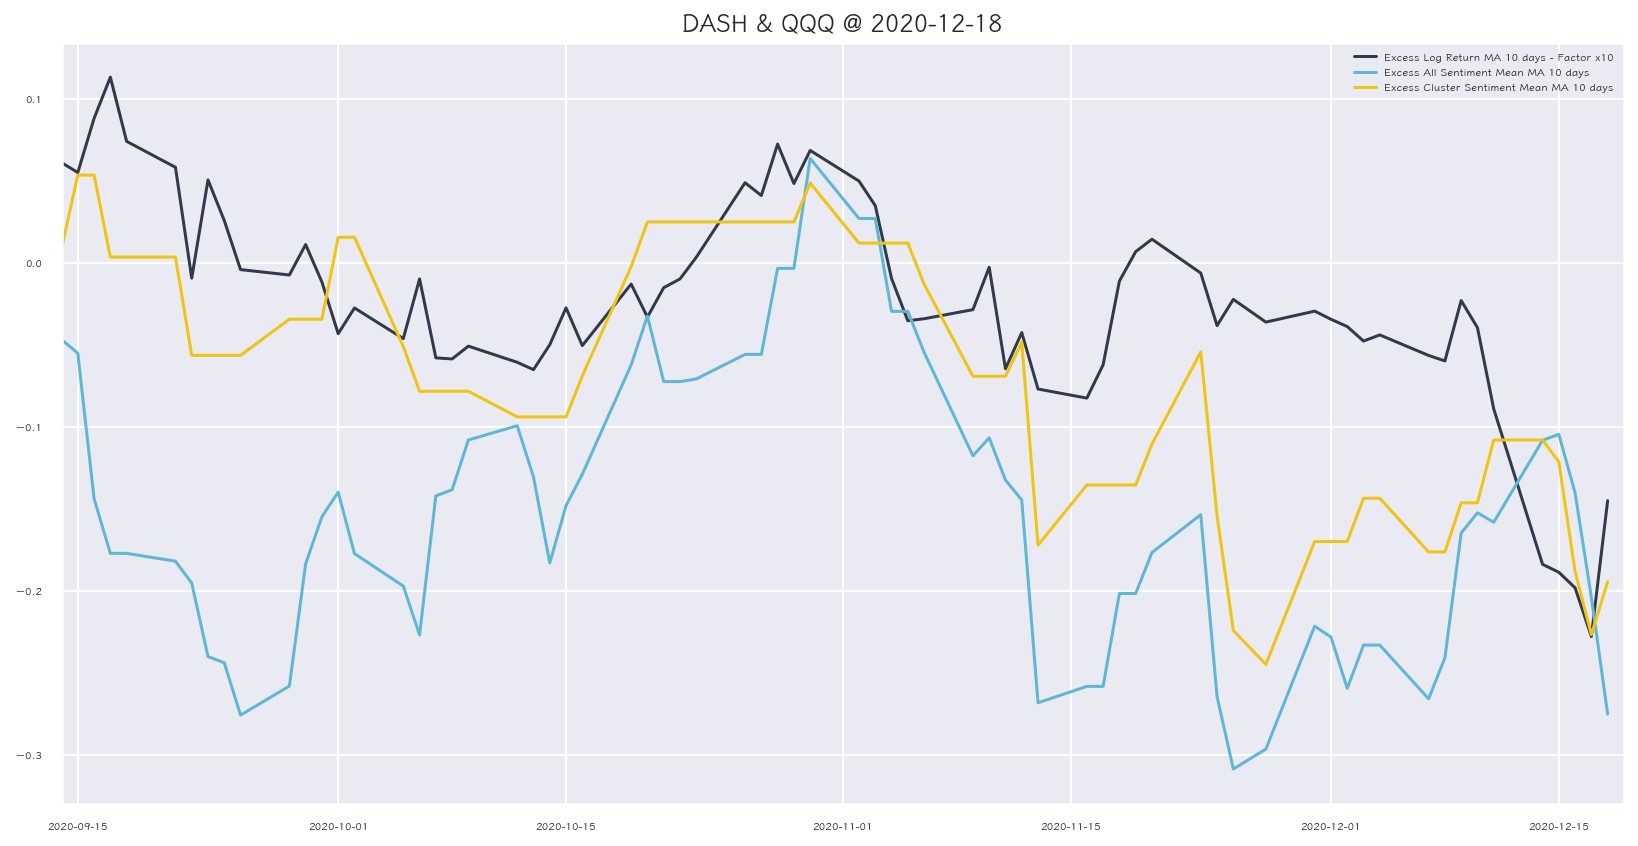 DASH & QQQ @ 2020-12-18
Excess Log Return MA 10 days - Factor x10
Excess All Sentiment Mean MA 10 days
Excess Cluster Sentiment Mean MA 10 days
0.1
0.0
−0.1
−0.2
−0.3
2020-09-15 2020-10-01 2020-10-15 2020-11-01 2020-11-15 2020-12-01 2020-12-15